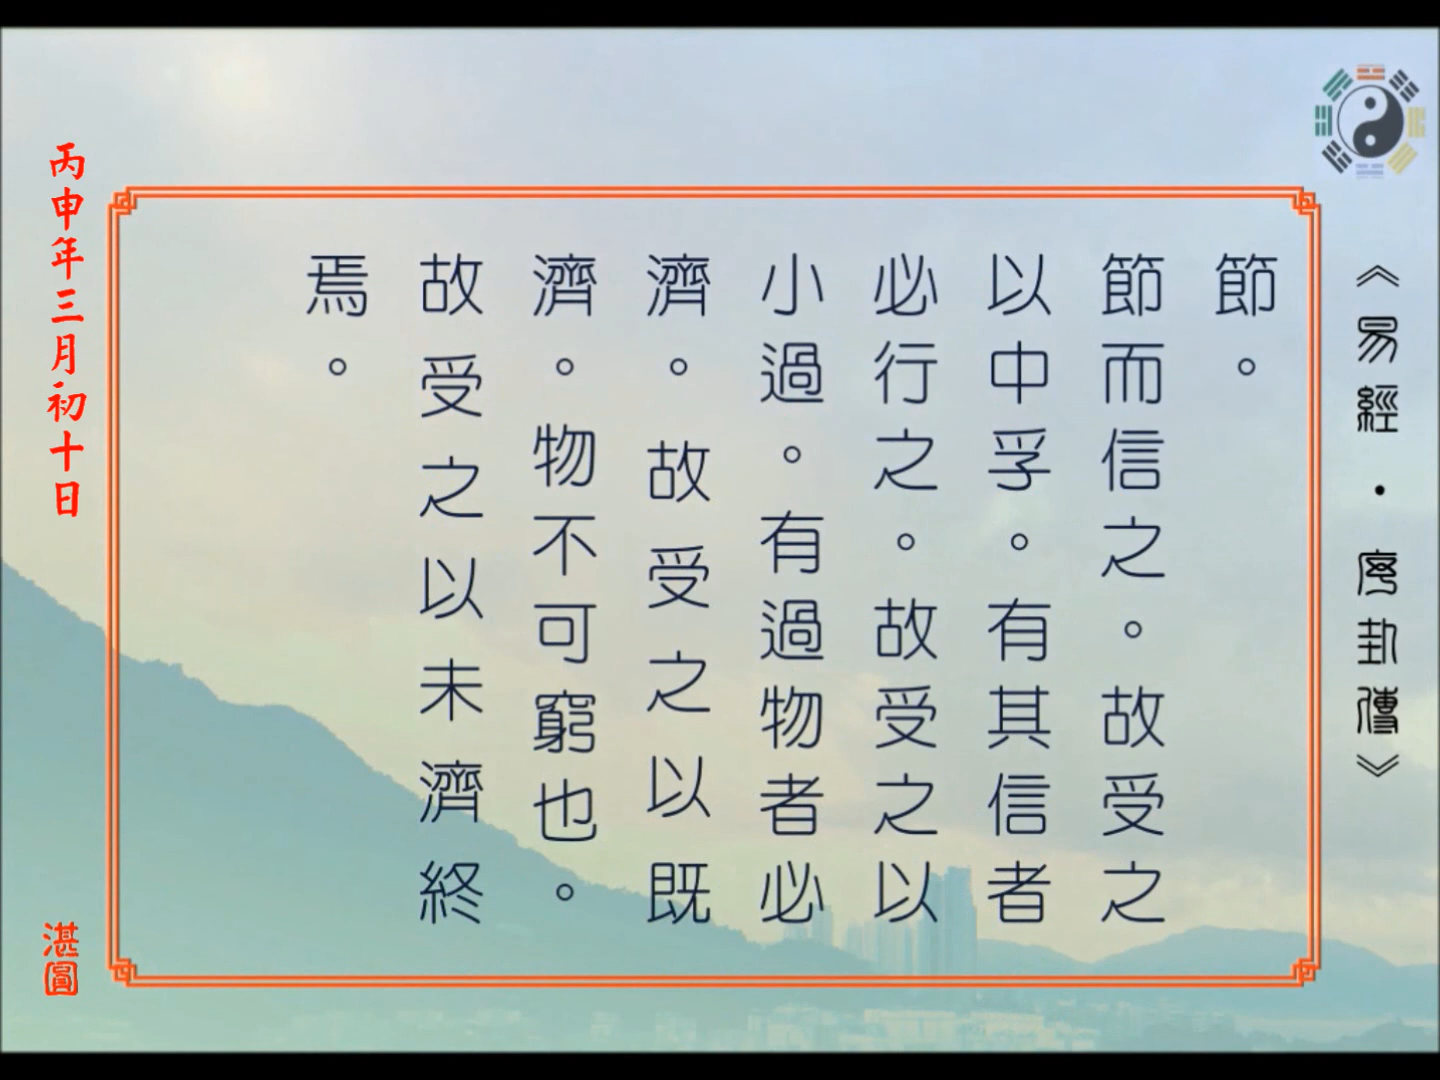 《易經・序卦傳》
節。
節而信之。故受之
以中孚。有其信者
必行之。故受之以
小過。有過物者必
濟。故受之以既
濟。物不可窮也。
故受之以未濟終
焉。
丙申年三月初十日
湛圓